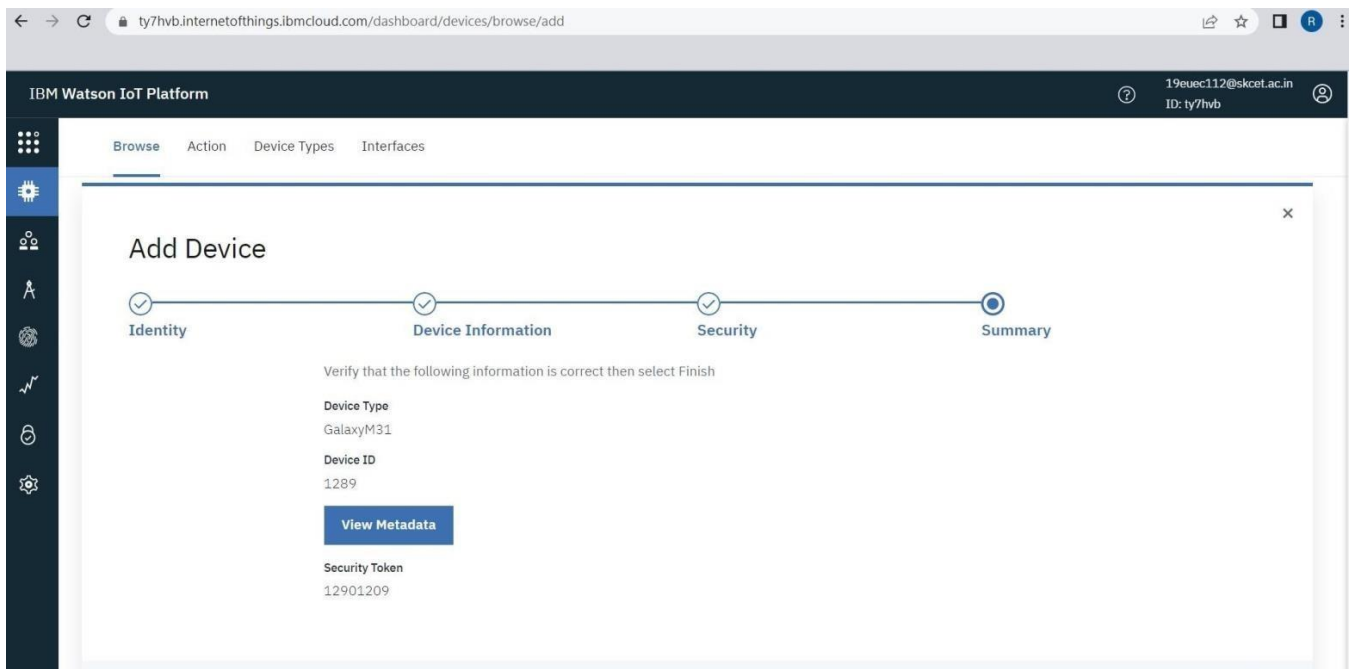 ty7hvb.internetofthings.ibmcloud.com/dashboard/devices/browse/add
R
IBM Watson IoT Platform
19euec112@skcet.ac.in
ID: ty7hvb
Browse Action Device Types Interfaces
Add Device
Identity Device Information Security Summary
Verify that the following information is correct then select Finish
Device Type
GalaxyM31
Device ID
1289
View Metadata
Security Token
12901209